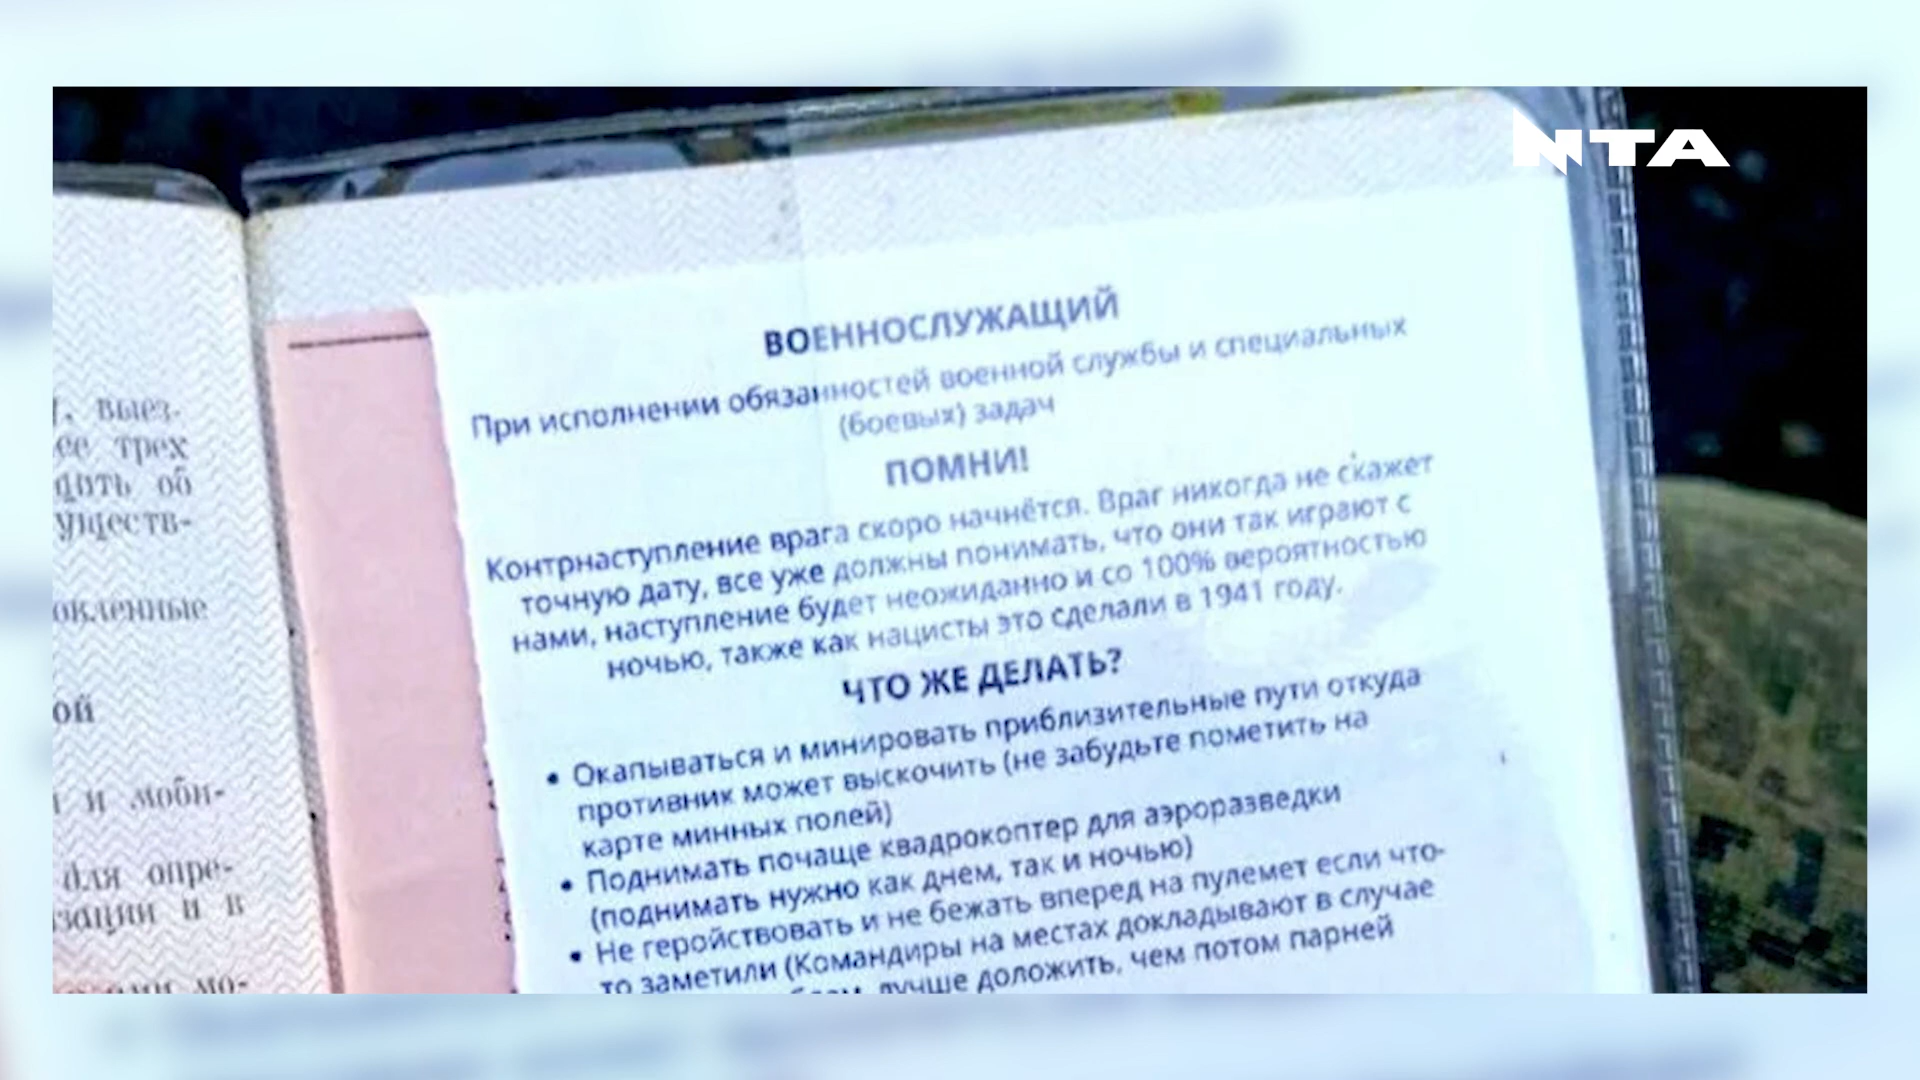 NTA
г. выез-
ее трех
дить об
уществ-
овленные
ой
и и моби-
для опре-
зации и в
ВОЕННОСЛУЖАЩИЙ
При исполнении обязанностей военной службы и специальных
(боевых) задач
ПОМНИ!
Контрнаступление врага скоро начнётся. Враг никогда не скажет
точную дату, все уже должны понимать, что они так играют с
нами, наступление будет неожиданно и со 100% вероятностью
ночью, также как нацисты это сделали в 1941 году.
ЧТО ЖЕ ДЕЛАТЬ?
• Окапываться и минировать приблизительные пути откуда
противник может выскочить (не забудьте пометить на
карте минных полей)
• Поднимать почаще квадрокоптер для аэроразведки
(поднимать нужно как днем, так и ночью)
• Не геройствовать и не бежать вперед на пулемет если что-
то заметили (Командиры на местах докладывают в случае
лучше доложить, чем потом парней